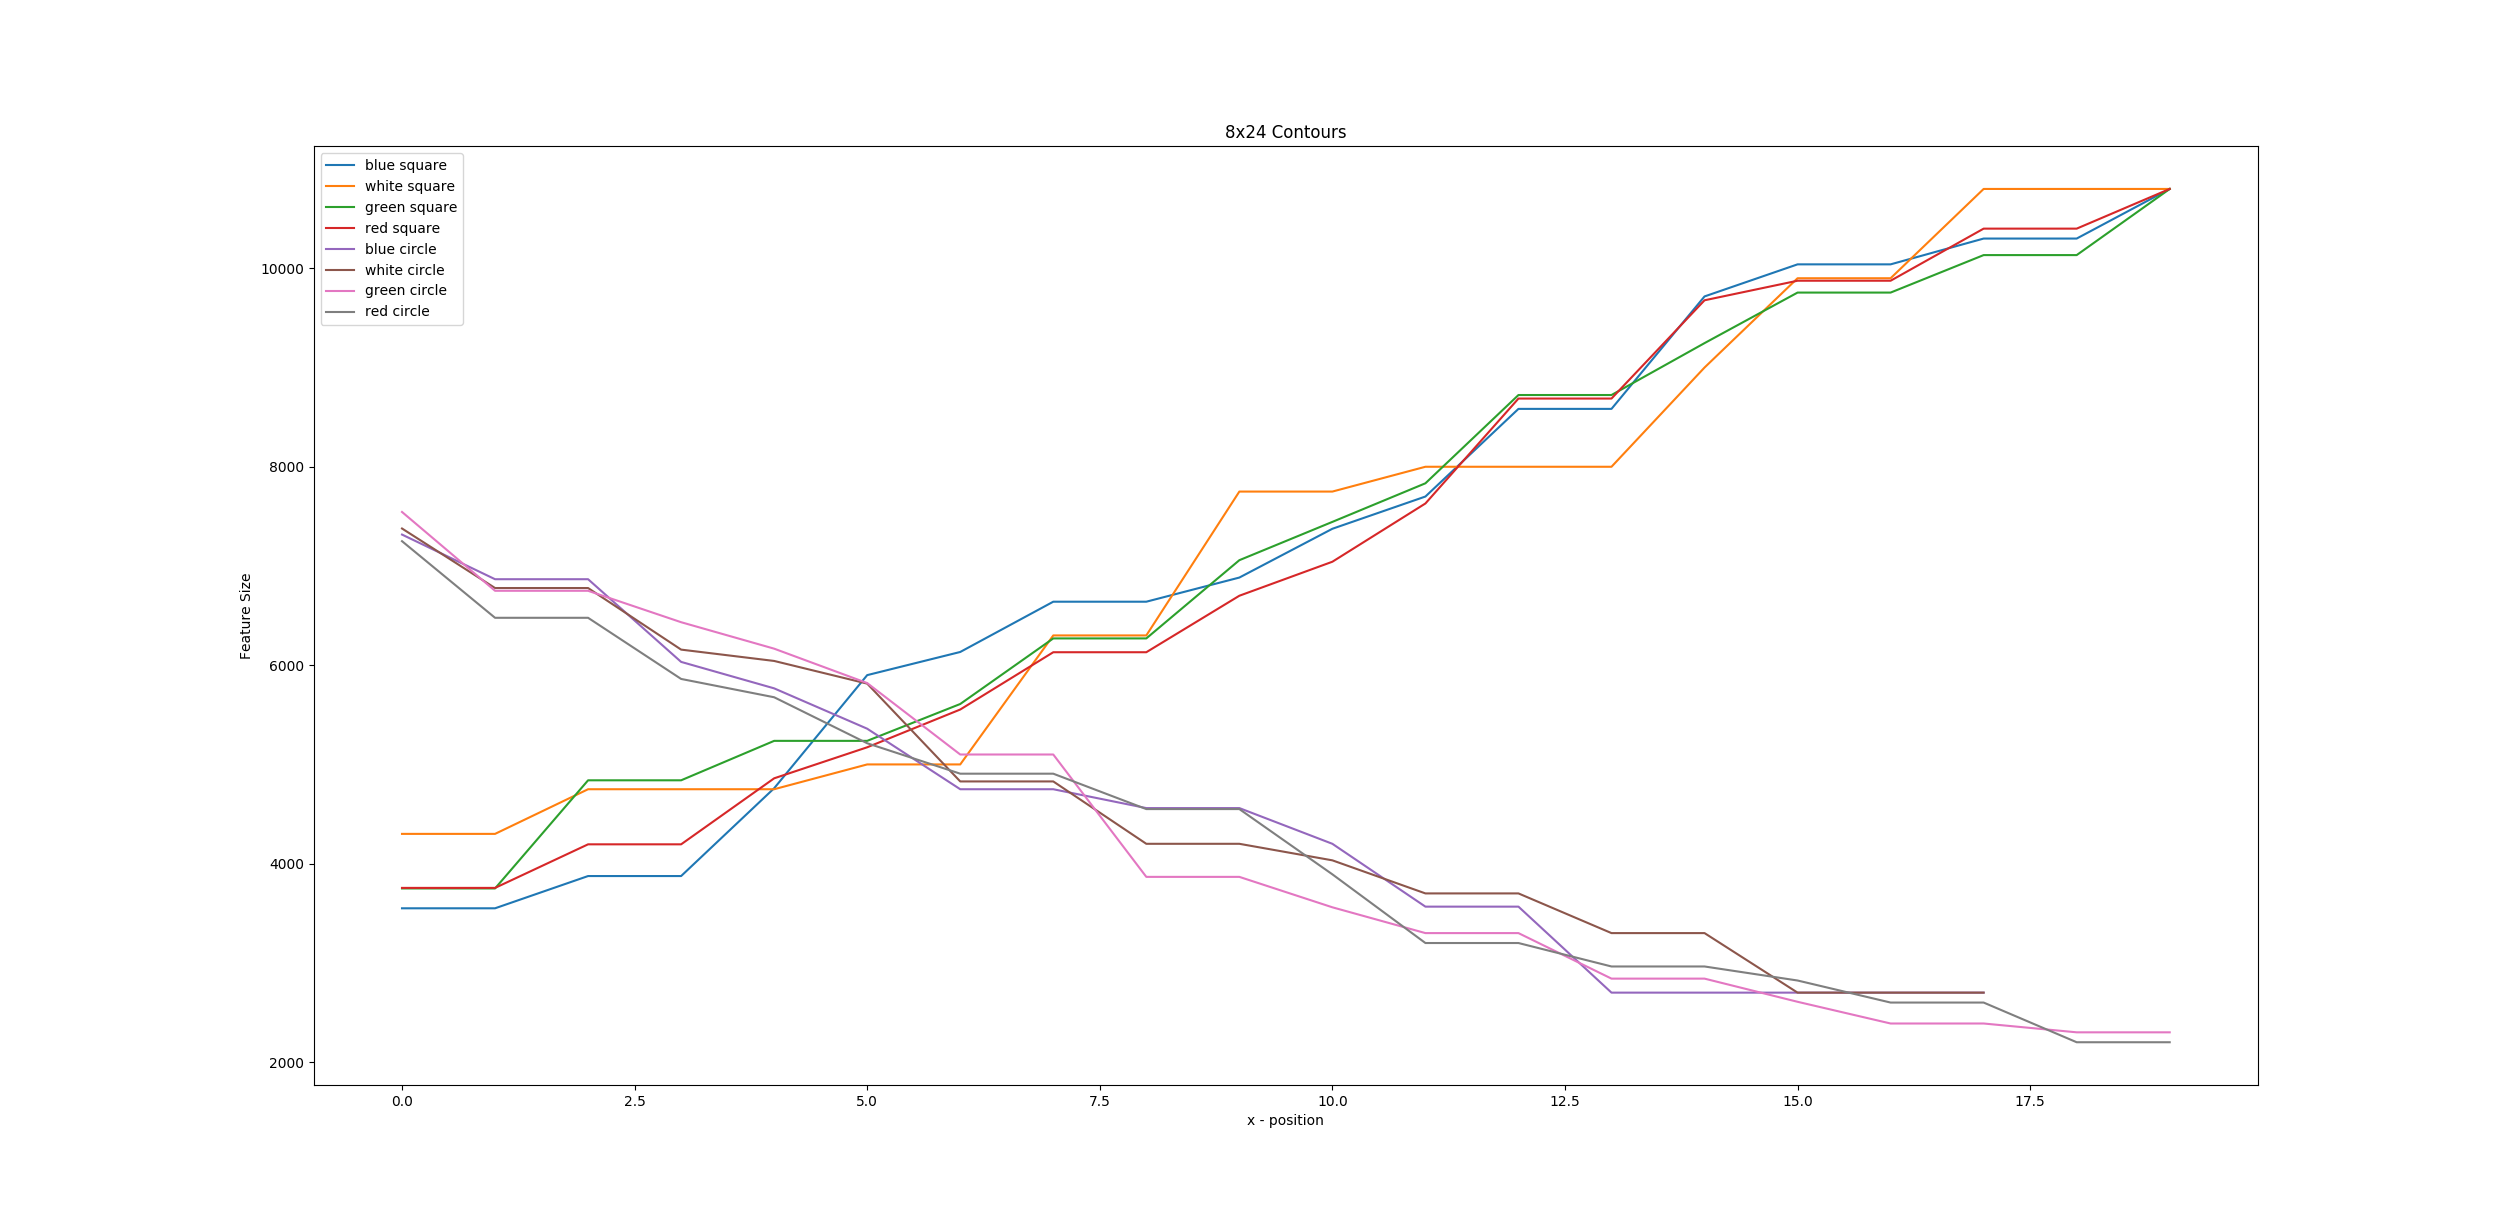 8x24 Contours
blue square
white square
green square
red square
blue circle
white circle
green circle
red circle
10000
8000
6000
4000
2000
Feature Size
0.0 2.5 5.0 7.5 10.0 12.5 15.0 17.5
x - position